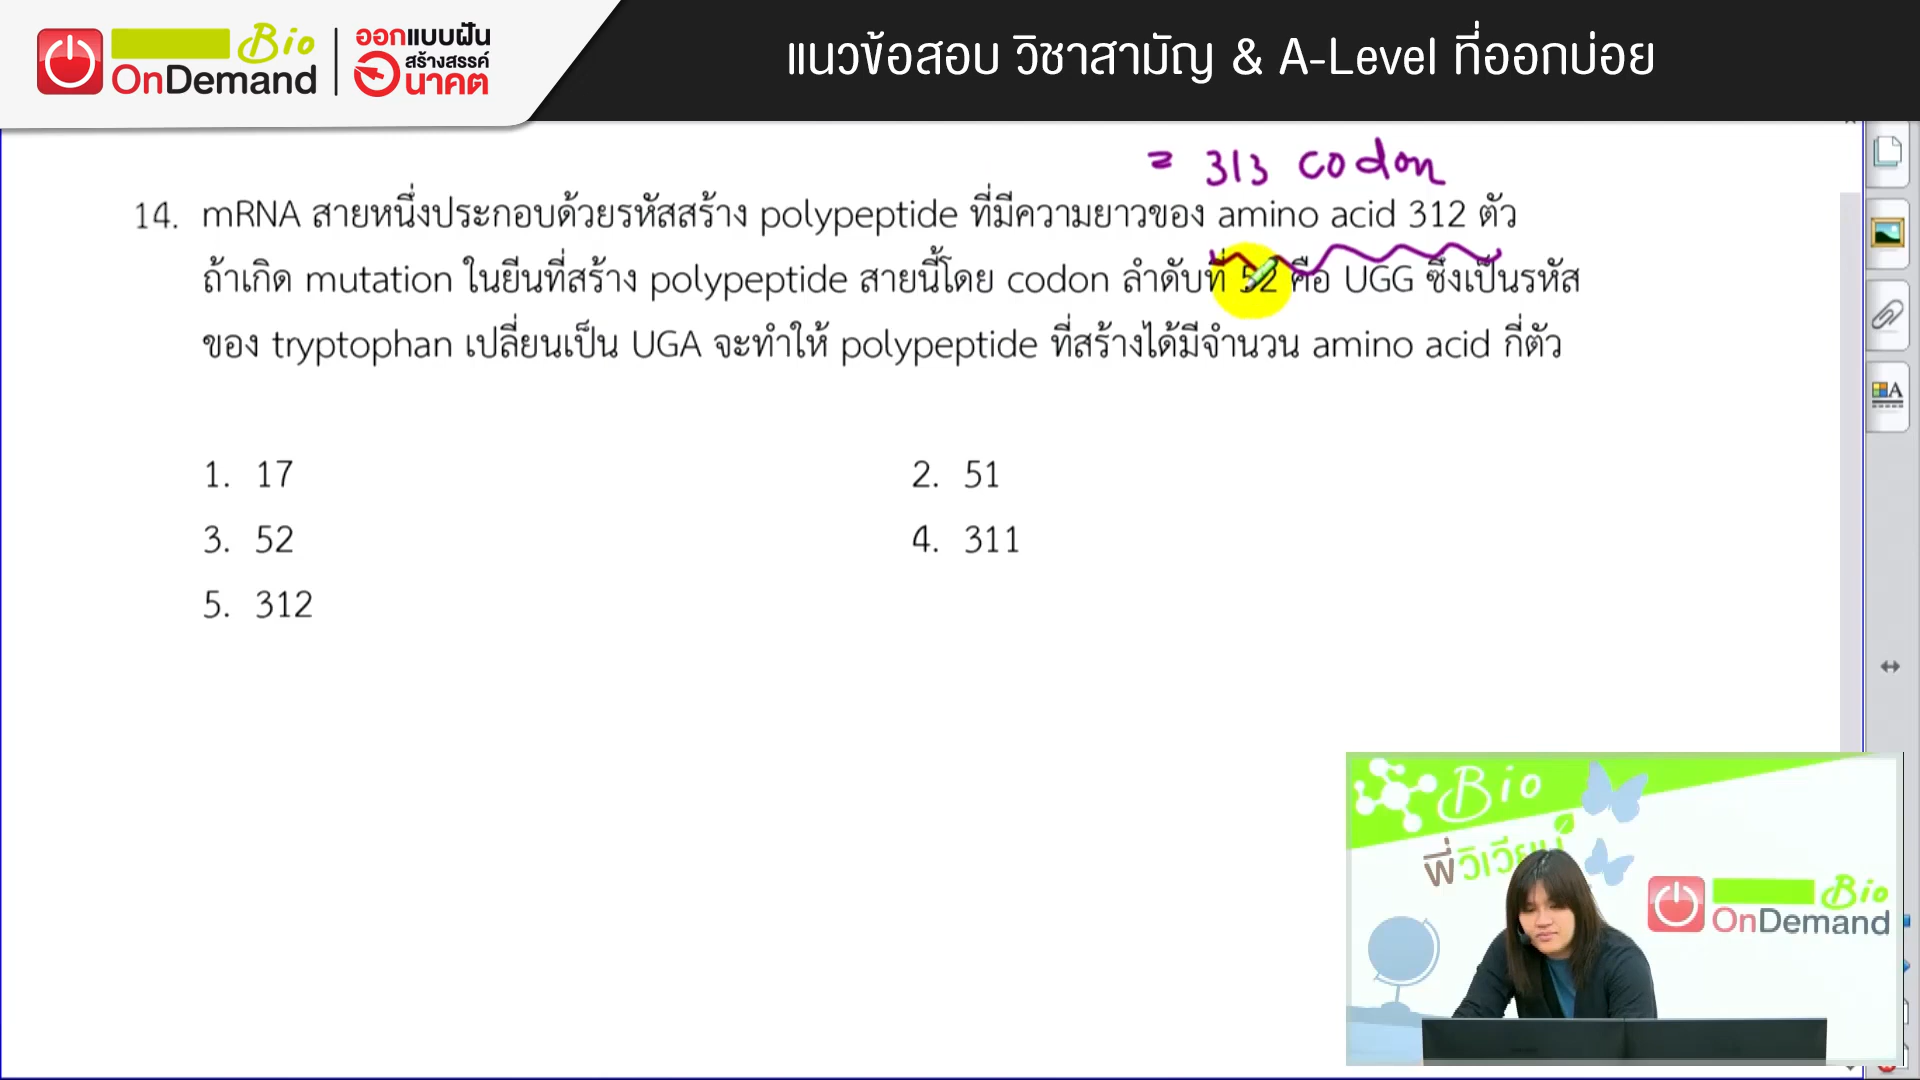 Bio
OnDemand
ออกแบบฝัน
สร้างสรรค์
อนาคต
แนวข้อสอบ วิชาสามัญ & A-Level ที่ออกบ่อย
= 313 codon
14. mRNA สายหนึ่งประกอบด้วยรหัสสร้าง polypeptide ที่มีความยาวของ amino acid 312 ตัว
ถ้าเกิด mutation ในยีนที่สร้าง polypeptide สายนี้โดย codon ลำดับที่ 52 คือ UGG ซึ่งเป็นรหัส
ของ tryptophan เปลี่ยนเป็น UGA จะทำให้ polypeptide ที่สร้างได้มีจำนวน amino acid กี่ตัว
1. 17
2. 51
3. 52
4. 311
5. 312
Bio
พี่วิเวียน
Bio
OnDemand